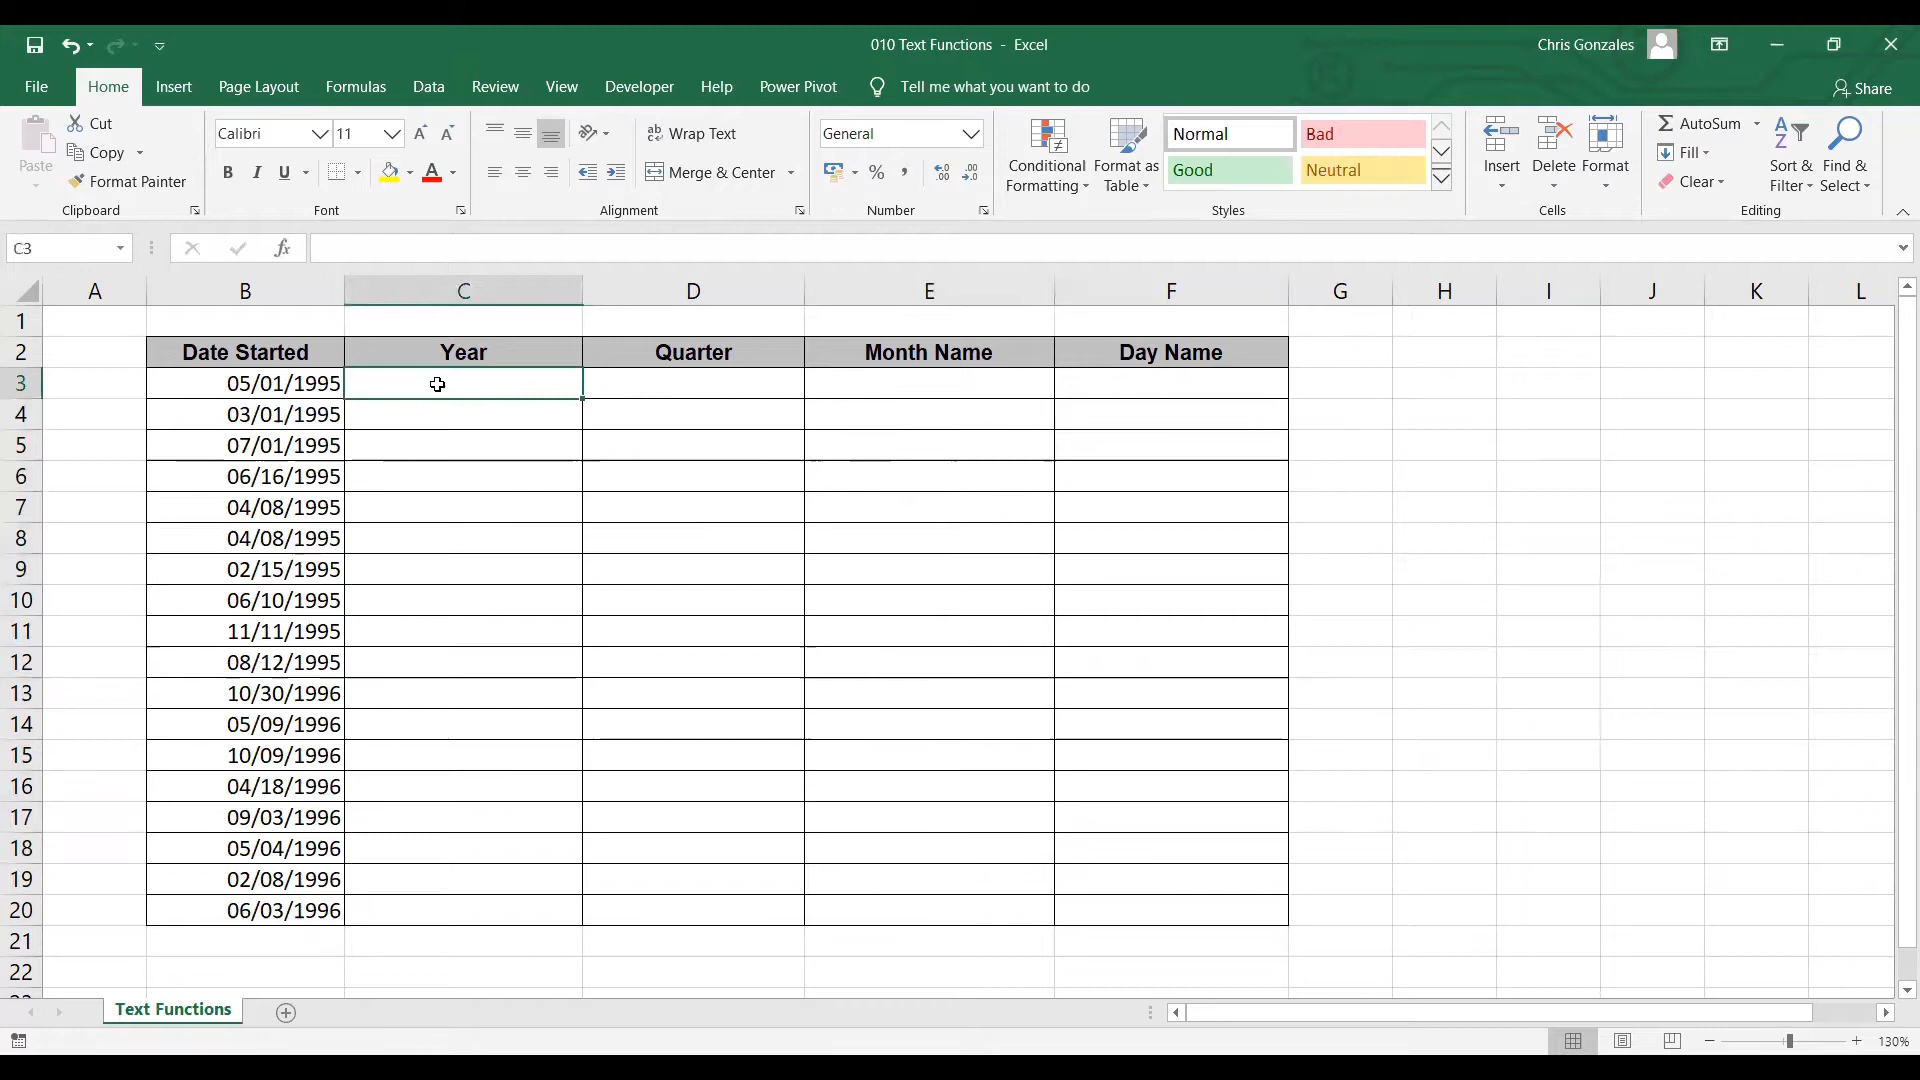 010 Text Functions - Excel
Chris Gonzales
File Home Insert Page Layout Formulas Data Review View Developer Help Power Pivot Tell me what you want to do Share
Paste
Cut
Copy
Format Painter
Clipboard
Calibri 11
B I U
Font
Wrap Text
Merge & Center
Alignment
General
%
Number
Conditional Formatting
Format as Table
Normal Bad
Good Neutral
Styles
Insert Delete Format
Cells
AutoSum
Fill
Clear
Sort & Filter
Find & Select
Editing
C3 fx
A B C D E F G H I J K L
1
2 Date Started Year Quarter Month Name Day Name
3 05/01/1995
4 03/01/1995
5 07/01/1995
6 06/16/1995
7 04/08/1995
8 04/08/1995
9 02/15/1995
10 06/10/1995
11 11/11/1995
12 08/12/1995
13 10/30/1996
14 05/09/1996
15 10/09/1996
16 04/18/1996
17 09/03/1996
18 05/04/1996
19 02/08/1996
20 06/03/1996
21
22
Text Functions
130%